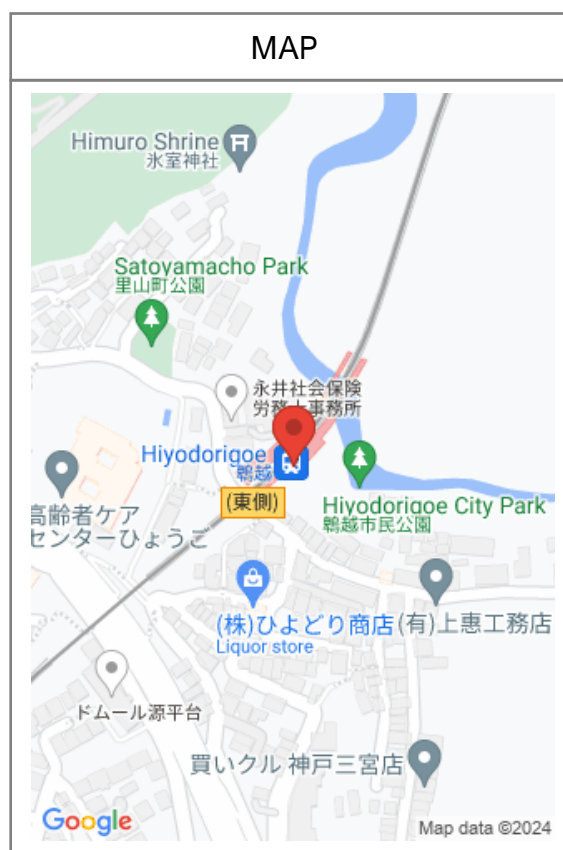 MAP
Himuro Shrine
氷室神社
Satoyamacho Park
里山町公園
永井社会保険
労務士事務所
Hiyodorigoe
鵯越
(東側)
Hiyodorigoe City Park
鵯越市民公園
高齢者ケア
センターひょうご
(株)ひよどり商店
Liquor store
(有)上恵工務店
ドムール源平台
買いクル 神戸三宮店
Google
Map data ©2024